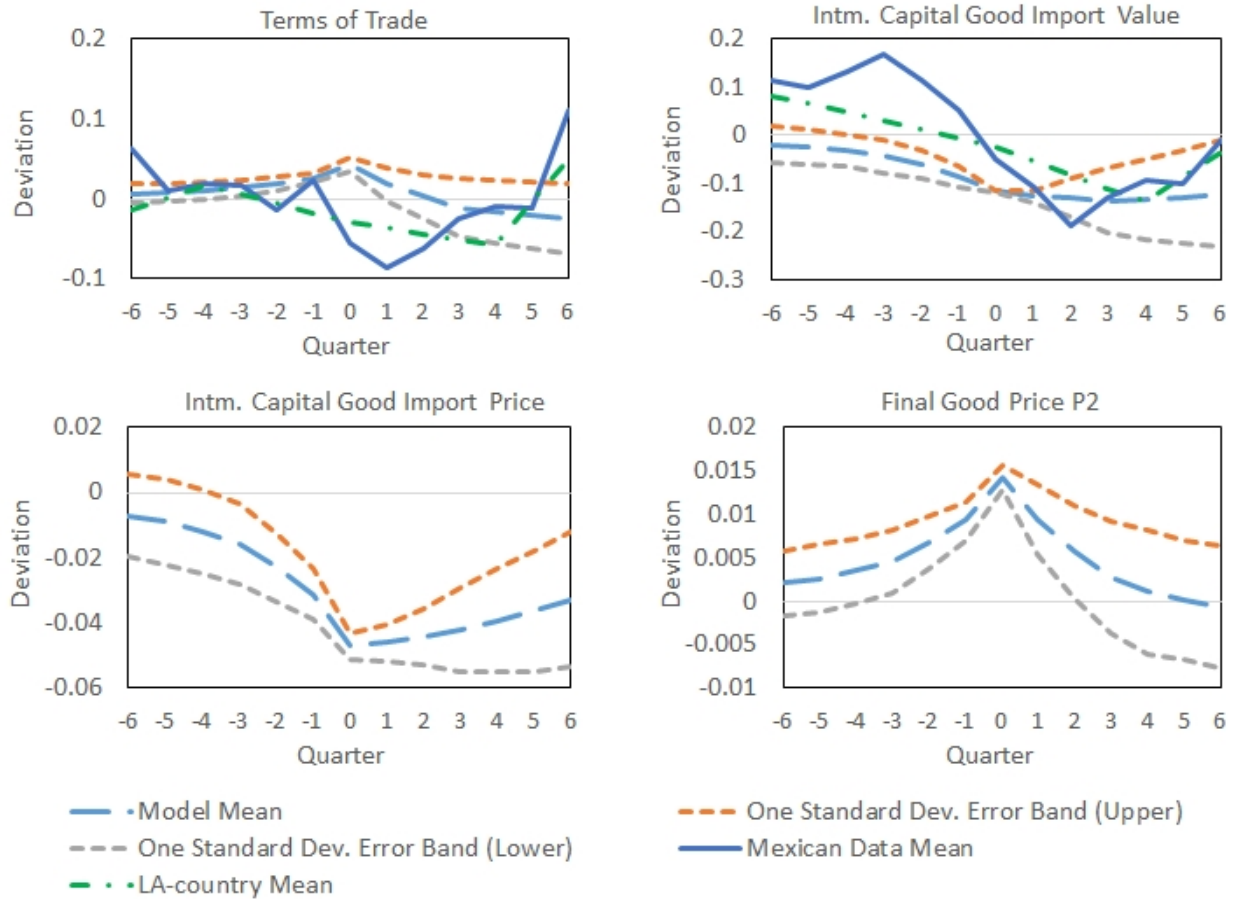 Terms of Trade
0.2
0.1
0
-0.1
Deviation
-6 -5 -4 -3 -2 -1 0 1 2 3 4 5 6
Quarter
Intm. Capital Good Import Value
0.2
0.1
0
-0.1
-0.2
-0.3
Deviation
-6 -5 -4 -3 -2 -1 0 1 2 3 4 5 6
Quarter
Intm. Capital Good Import Price
0.02
0
-0.02
-0.04
-0.06
Deviation
-6 -5 -4 -3 -2 -1 0 1 2 3 4 5 6
Quarter
Final Good Price P2
0.02
0.015
0.01
0.005
0
-0.005
-0.01
Deviation
-6 -5 -4 -3 -2 -1 0 1 2 3 4 5 6
Quarter
Model Mean
One Standard Dev. Error Band (Upper)
One Standard Dev. Error Band (Lower)
Mexican Data Mean
LA-country Mean